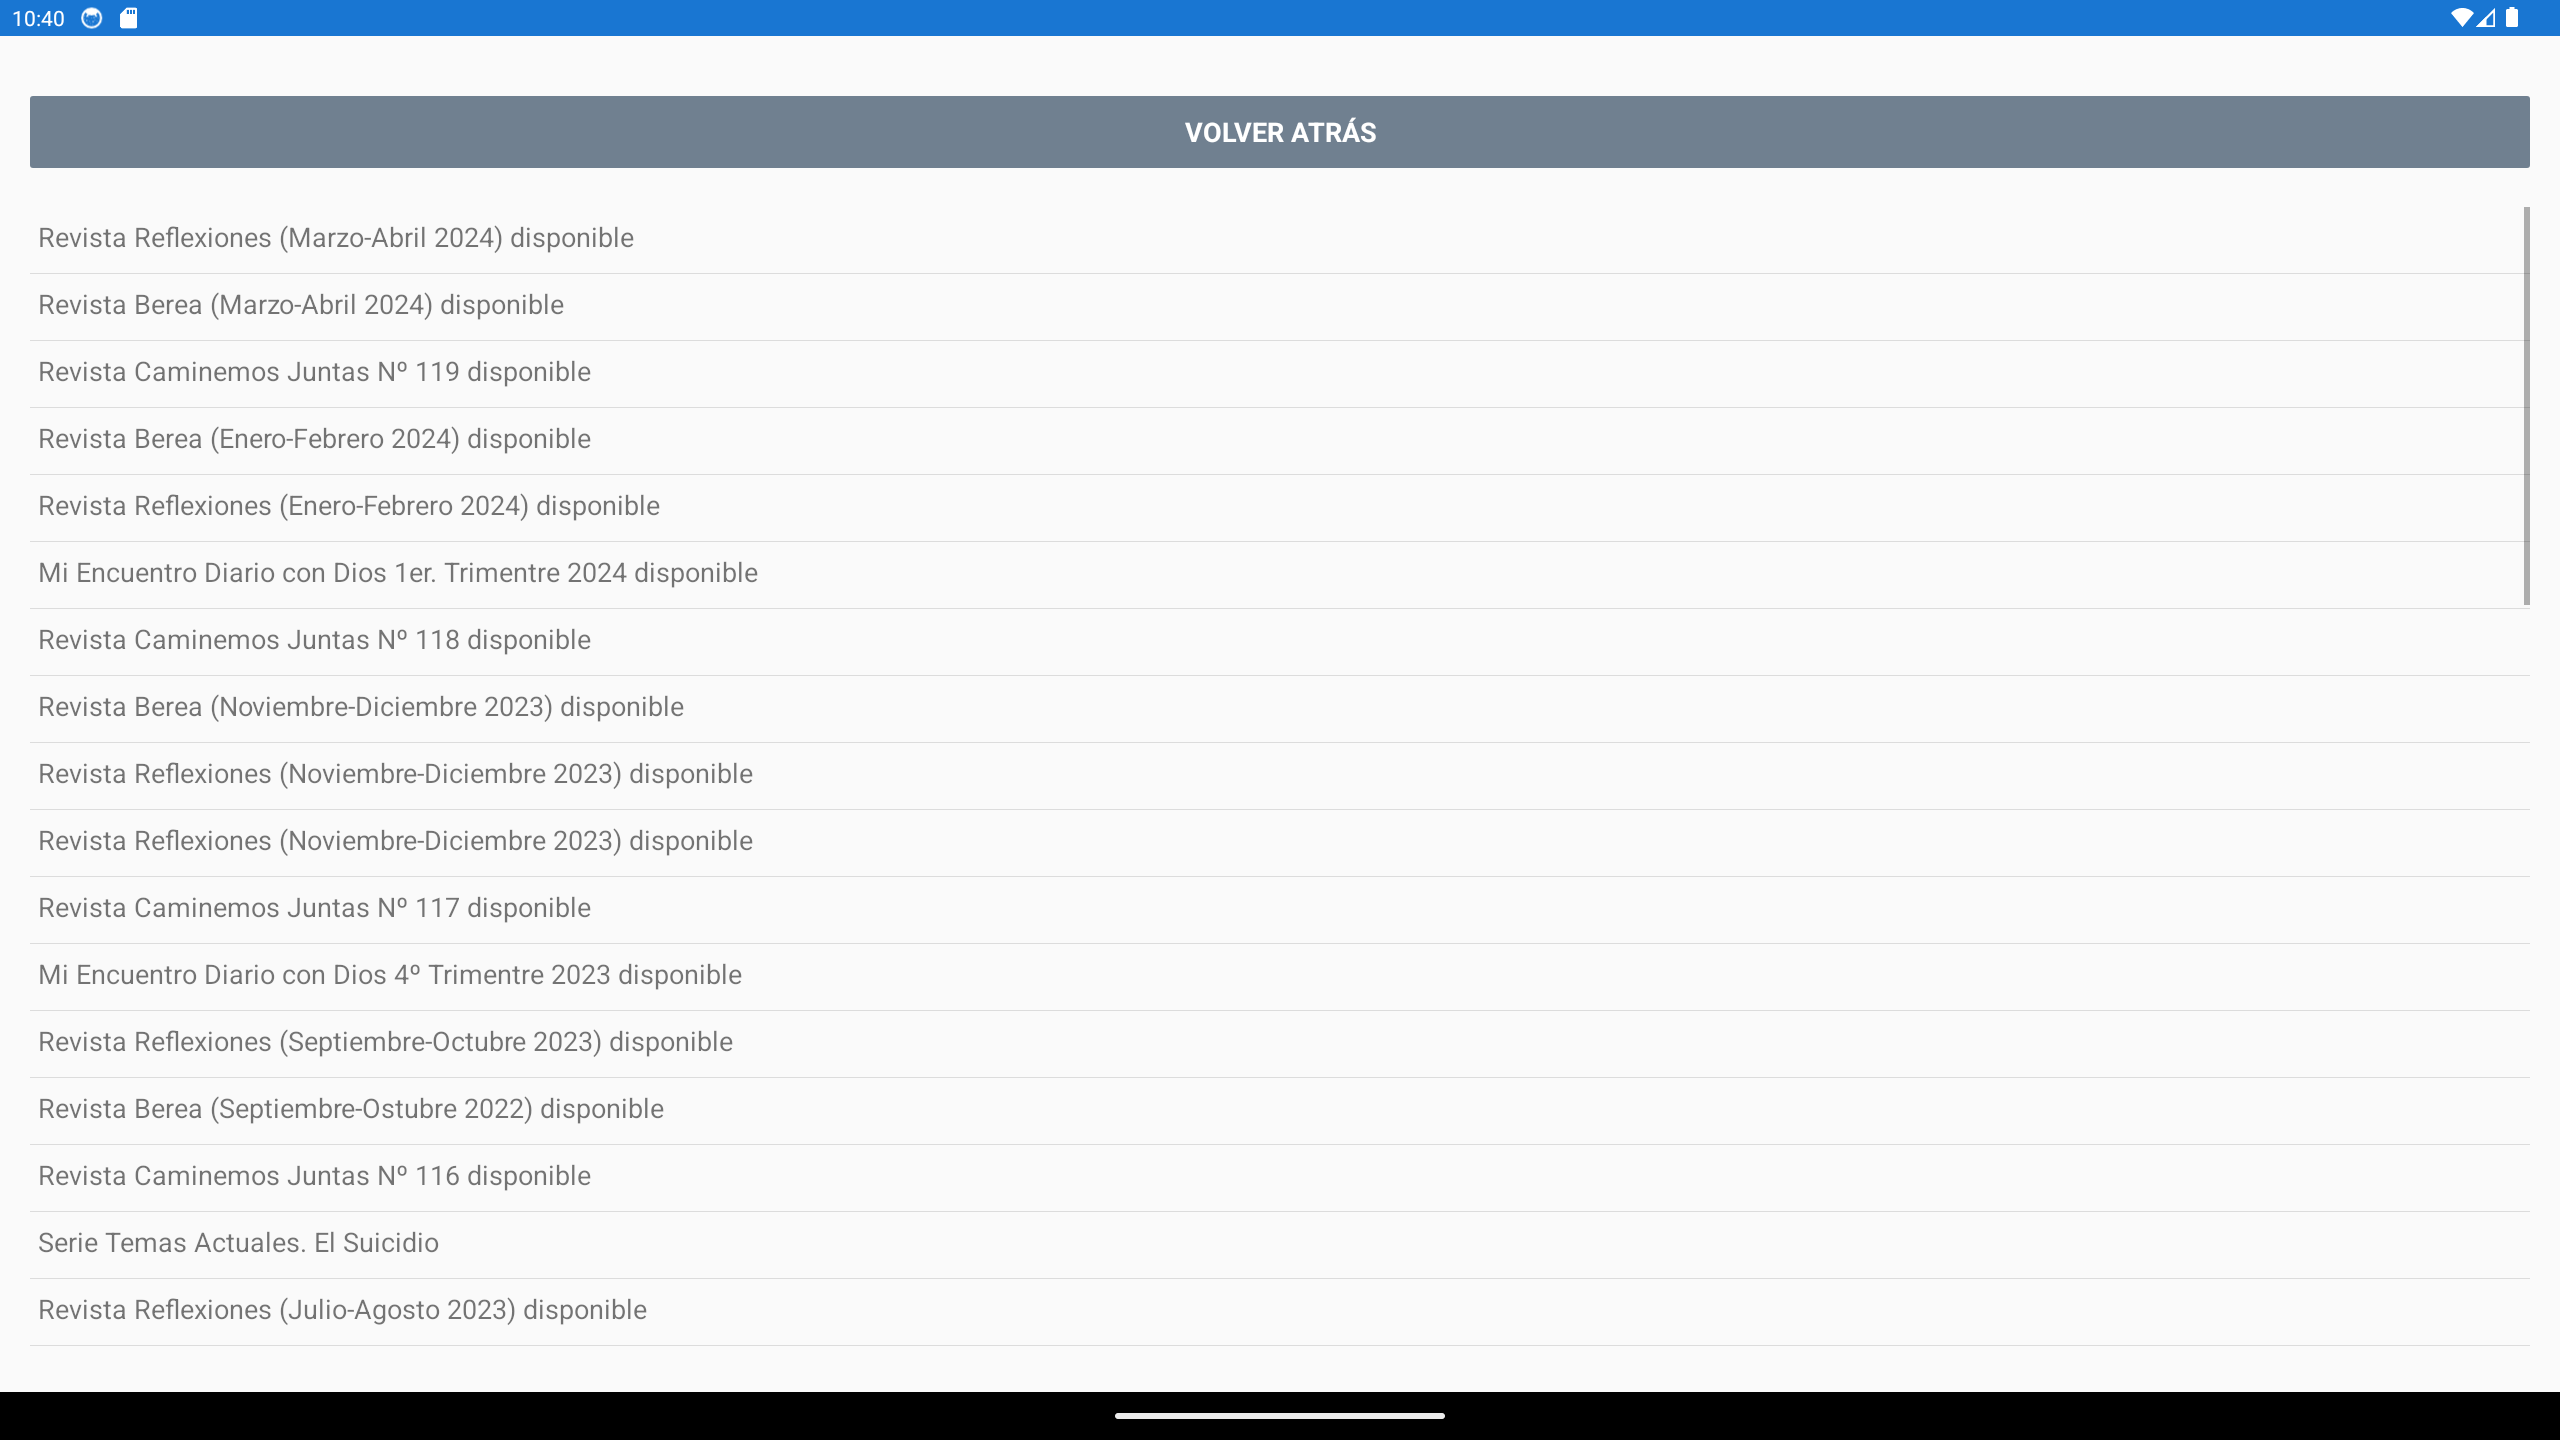 10:40
VOLVER ATRÁS
Revista Reflexiones (Marzo-Abril 2024) disponible
Revista Berea (Marzo-Abril 2024) disponible
Revista Caminemos Juntas Nº 119 disponible
Revista Berea (Enero-Febrero 2024) disponible
Revista Reflexiones (Enero-Febrero 2024) disponible
Mi Encuentro Diario con Dios 1er. Trimentre 2024 disponible
Revista Caminemos Juntas Nº 118 disponible
Revista Berea (Noviembre-Diciembre 2023) disponible
Revista Reflexiones (Noviembre-Diciembre 2023) disponible
Revista Reflexiones (Noviembre-Diciembre 2023) disponible
Revista Caminemos Juntas Nº 117 disponible
Mi Encuentro Diario con Dios 4º Trimentre 2023 disponible
Revista Reflexiones (Septiembre-Octubre 2023) disponible
Revista Berea (Septiembre-Ostubre 2022) disponible
Revista Caminemos Juntas Nº 116 disponible
Serie Temas Actuales. El Suicidio
Revista Reflexiones (Julio-Agosto 2023) disponible